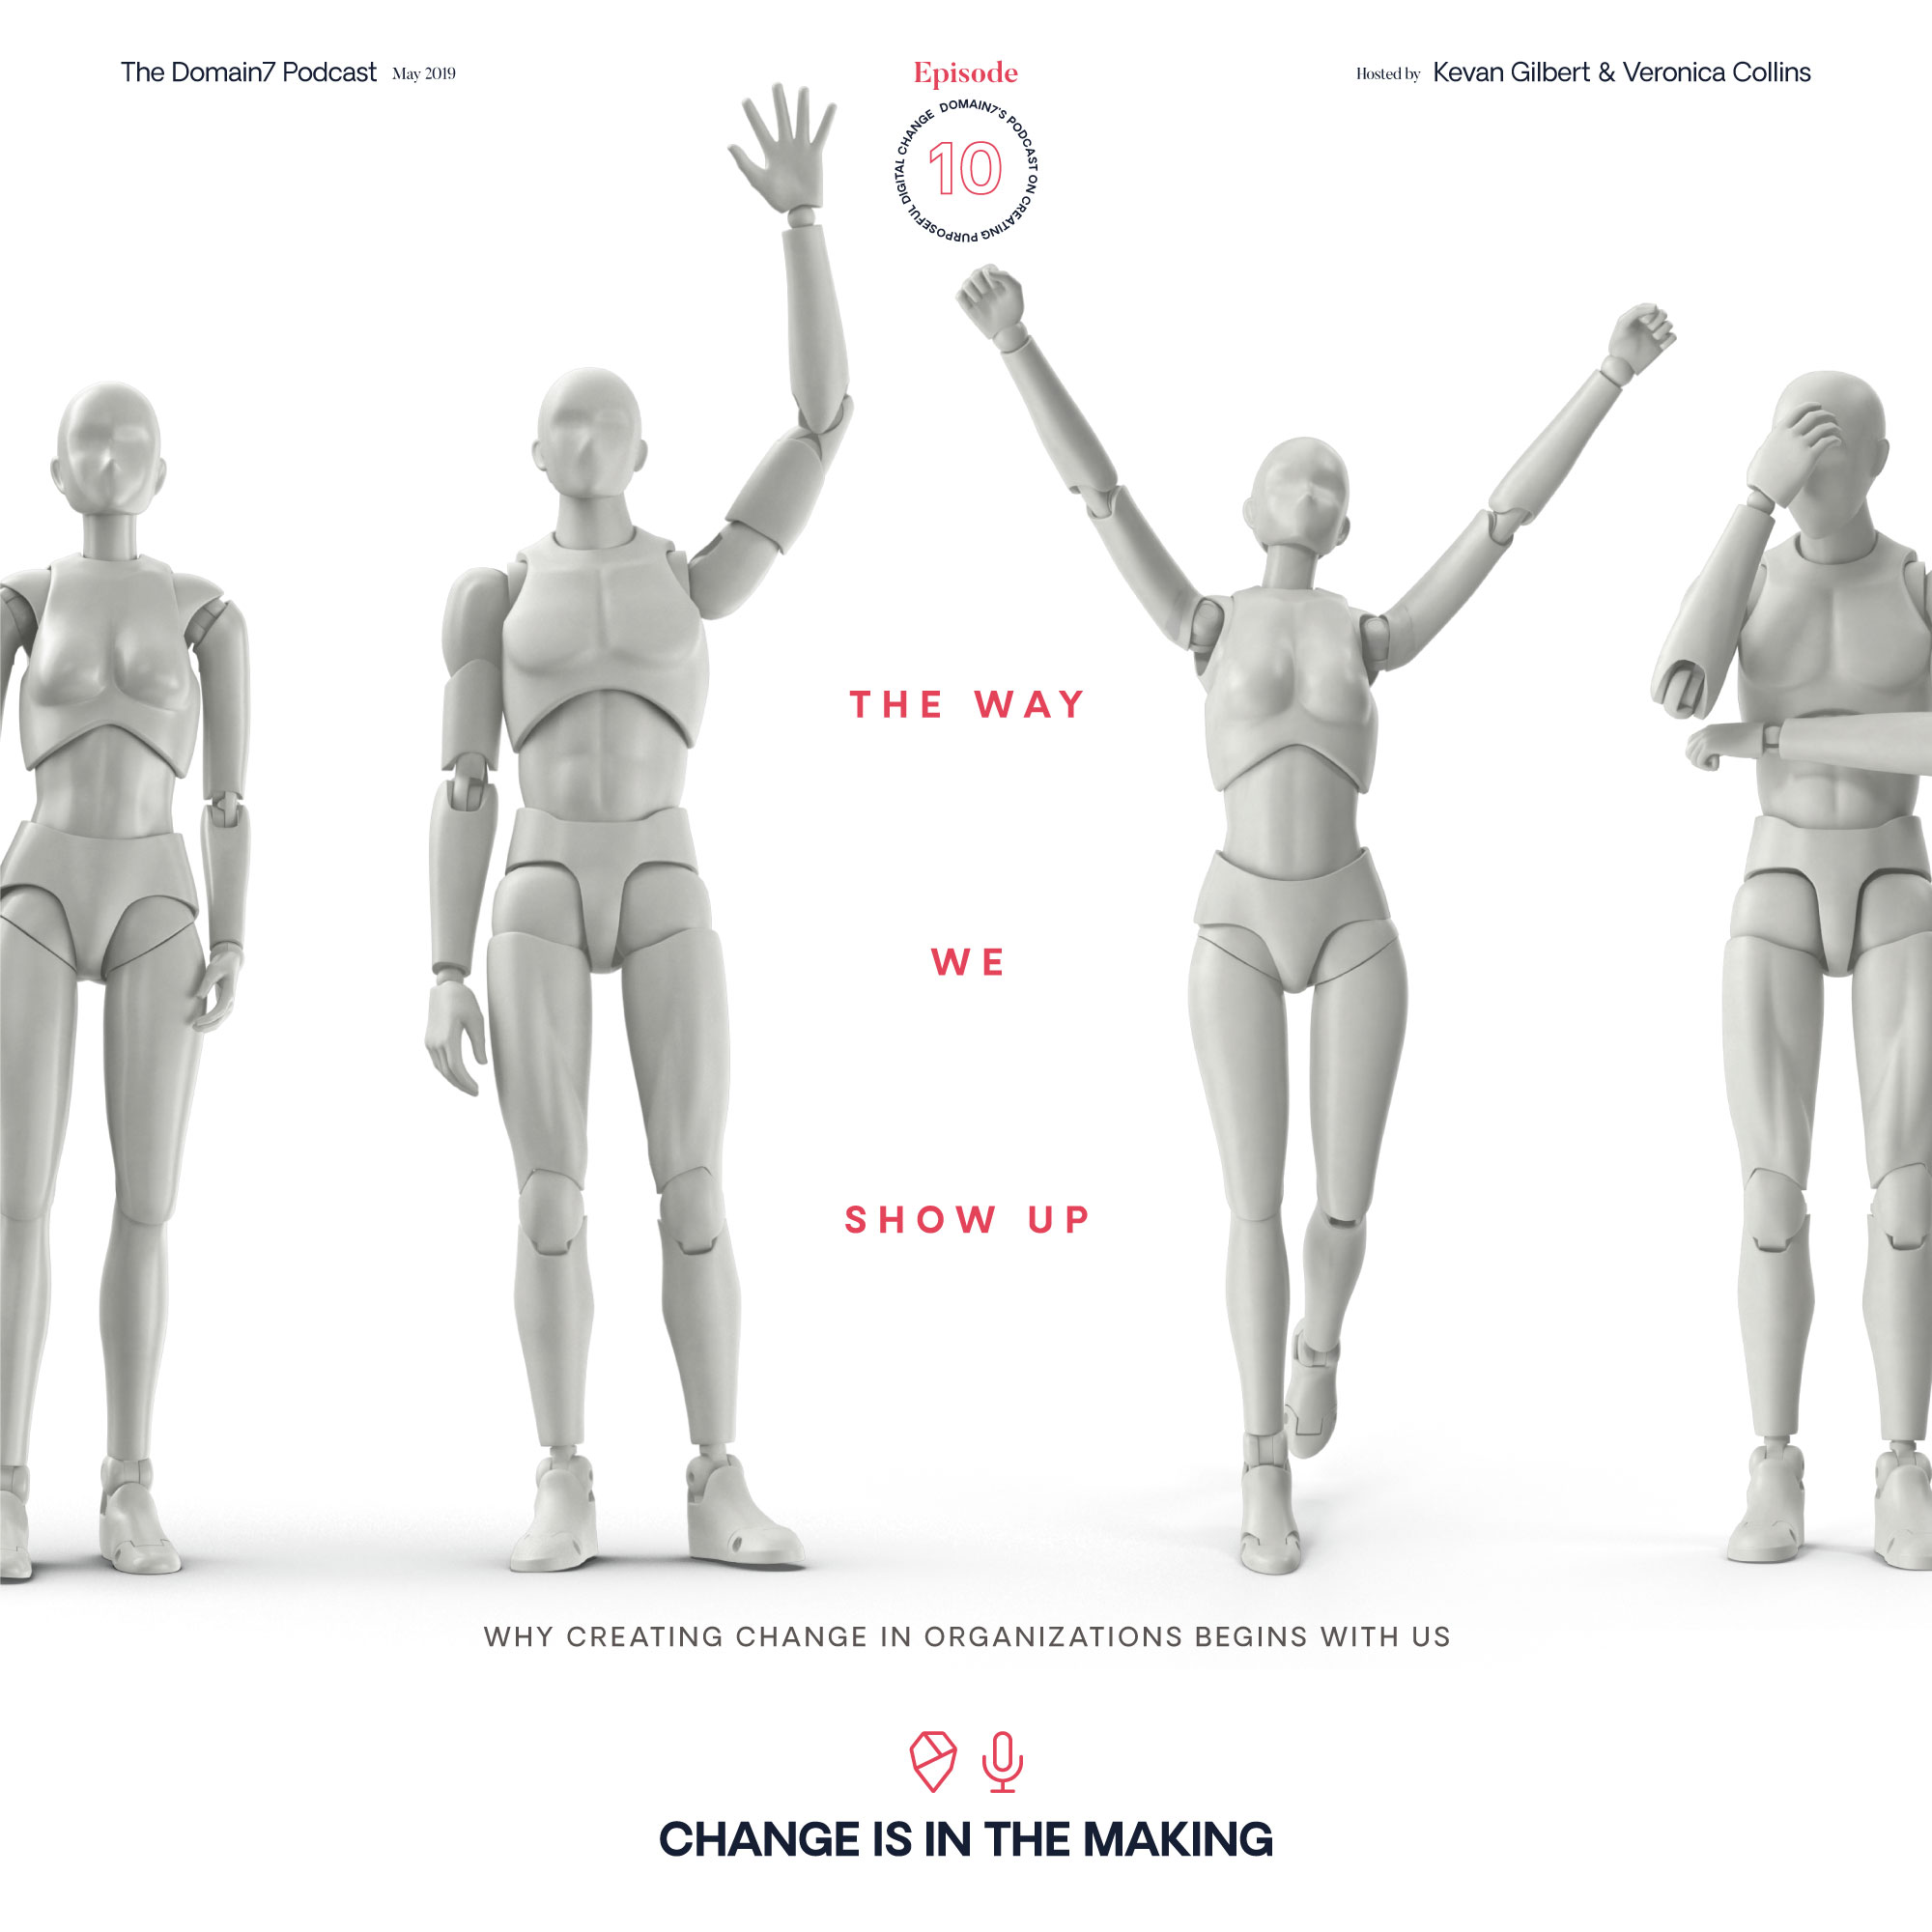 The Domain7 Podcast May 2019
Episode
10
DOMAIN7'S PODCAST ON CREATING PURPOSEFUL DIGITAL CHANGE
Hosted by Kevan Gilbert & Veronica Collins
THE WAY
WE
SHOW UP
WHY CREATING CHANGE IN ORGANIZATIONS BEGINS WITH US
CHANGE IS IN THE MAKING